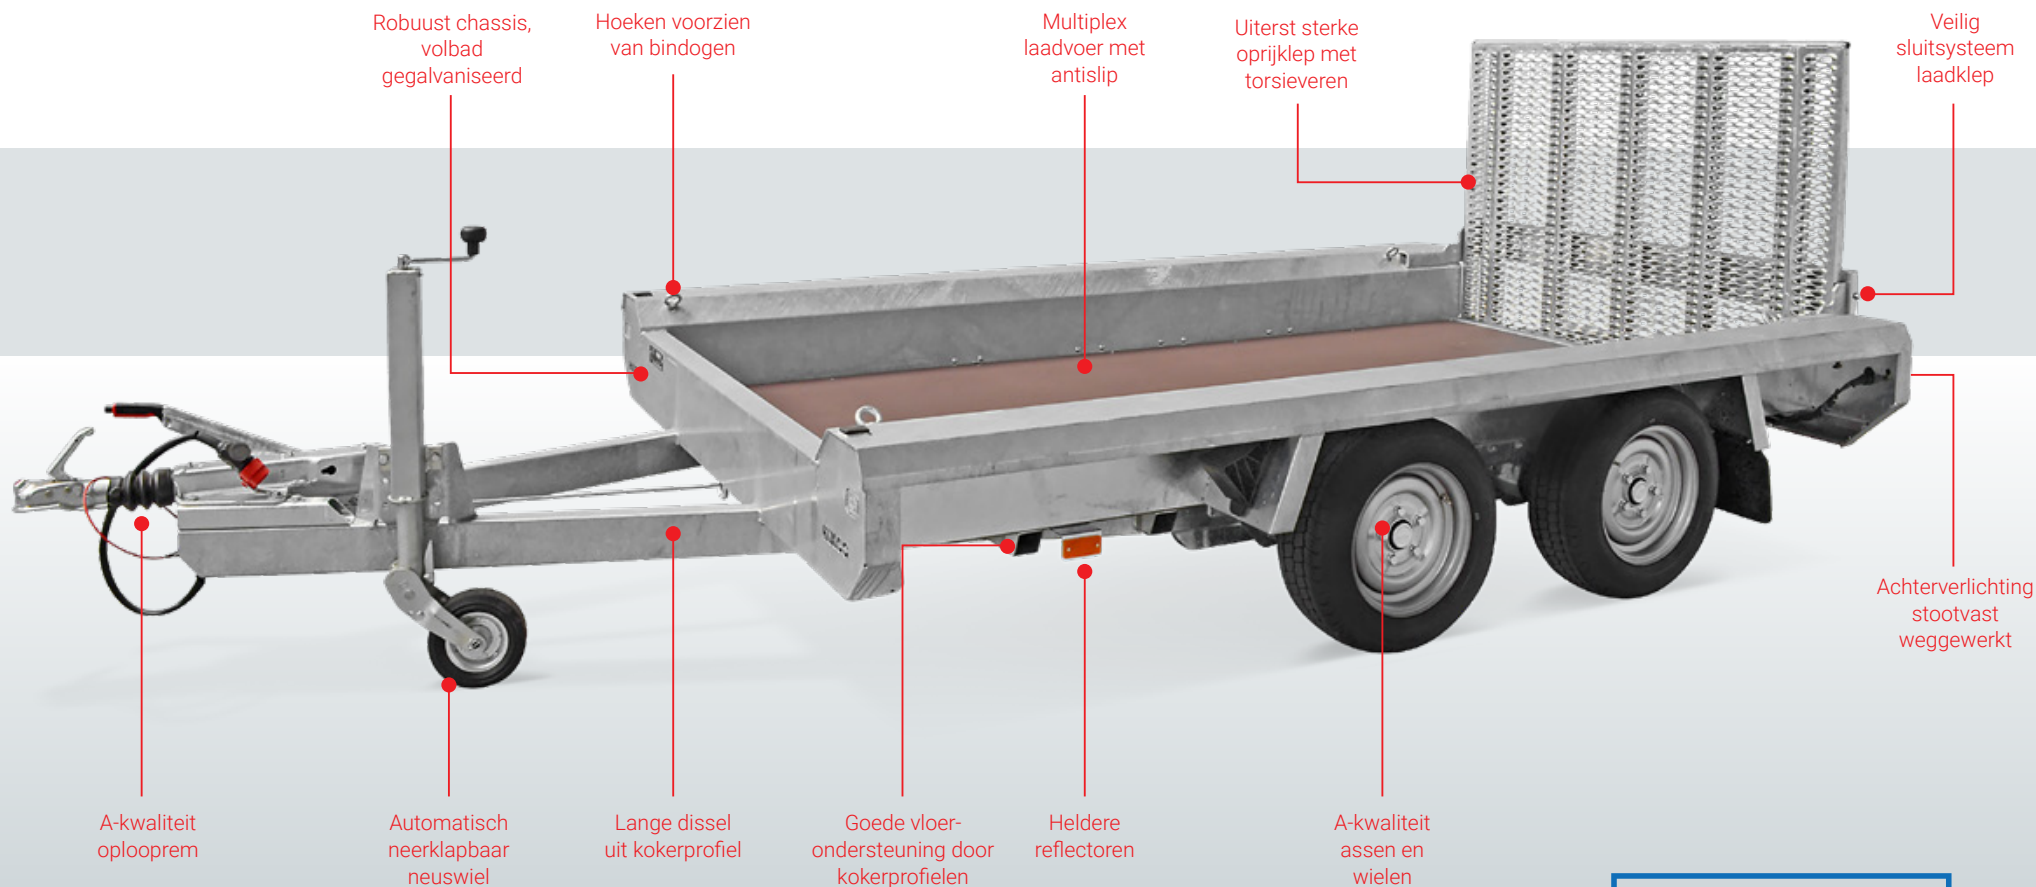 Robuust chassis,
volbad
gegalvaniseerd
Hoeken voorzien
van bindogen
Multiplex
laadvoer met
antislip
Uiterst sterke
oprijklep met
torsieveren
Veilig
sluitsysteem
laadklep
Achterverlichting
stootvast
weggewerkt
A-kwaliteit
oplooprem
Automatisch
neerklapbaar
neuswiel
Lange dissel
uit kokerprofiel
Goede vloer-
ondersteuning door
kokerprofielen
Heldere
reflectoren
A-kwaliteit
assen en
wielen